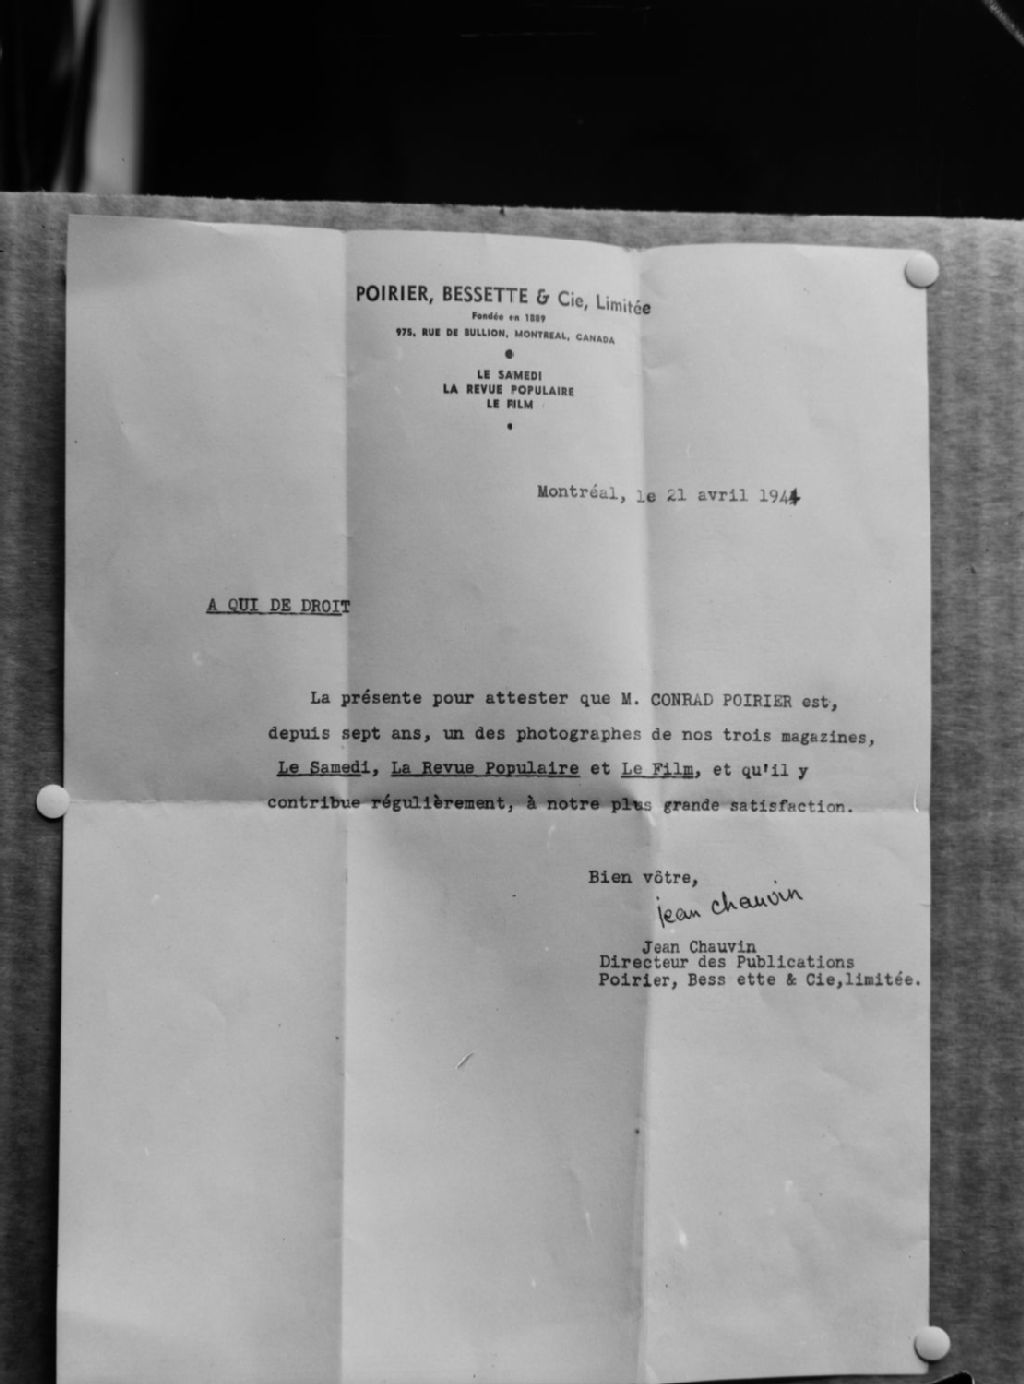 POIRIER, BESSETTE & Cie, Limitée
Fondée en 1889
975, RUE DE BULLION, MONTREAL, CANADA
LE SAMEDI
LA REVUE POPULAIRE
LE FILM
Montréal, le 21 avril 1944
A QUI DE DROIT
La présente pour attester que M. CONRAD POIRIER est,
depuis sept ans, un des photographes de nos trois magazines,
Le Samedi, La Revue Populaire et Le Film, et qu'il y
contribue régulièrement, à notre plus grande satisfaction.
Bien vôtre,
jean chauvin
Jean Chauvin
Directeur des Publications
Poirier, Bess ette & Cie,limitée.